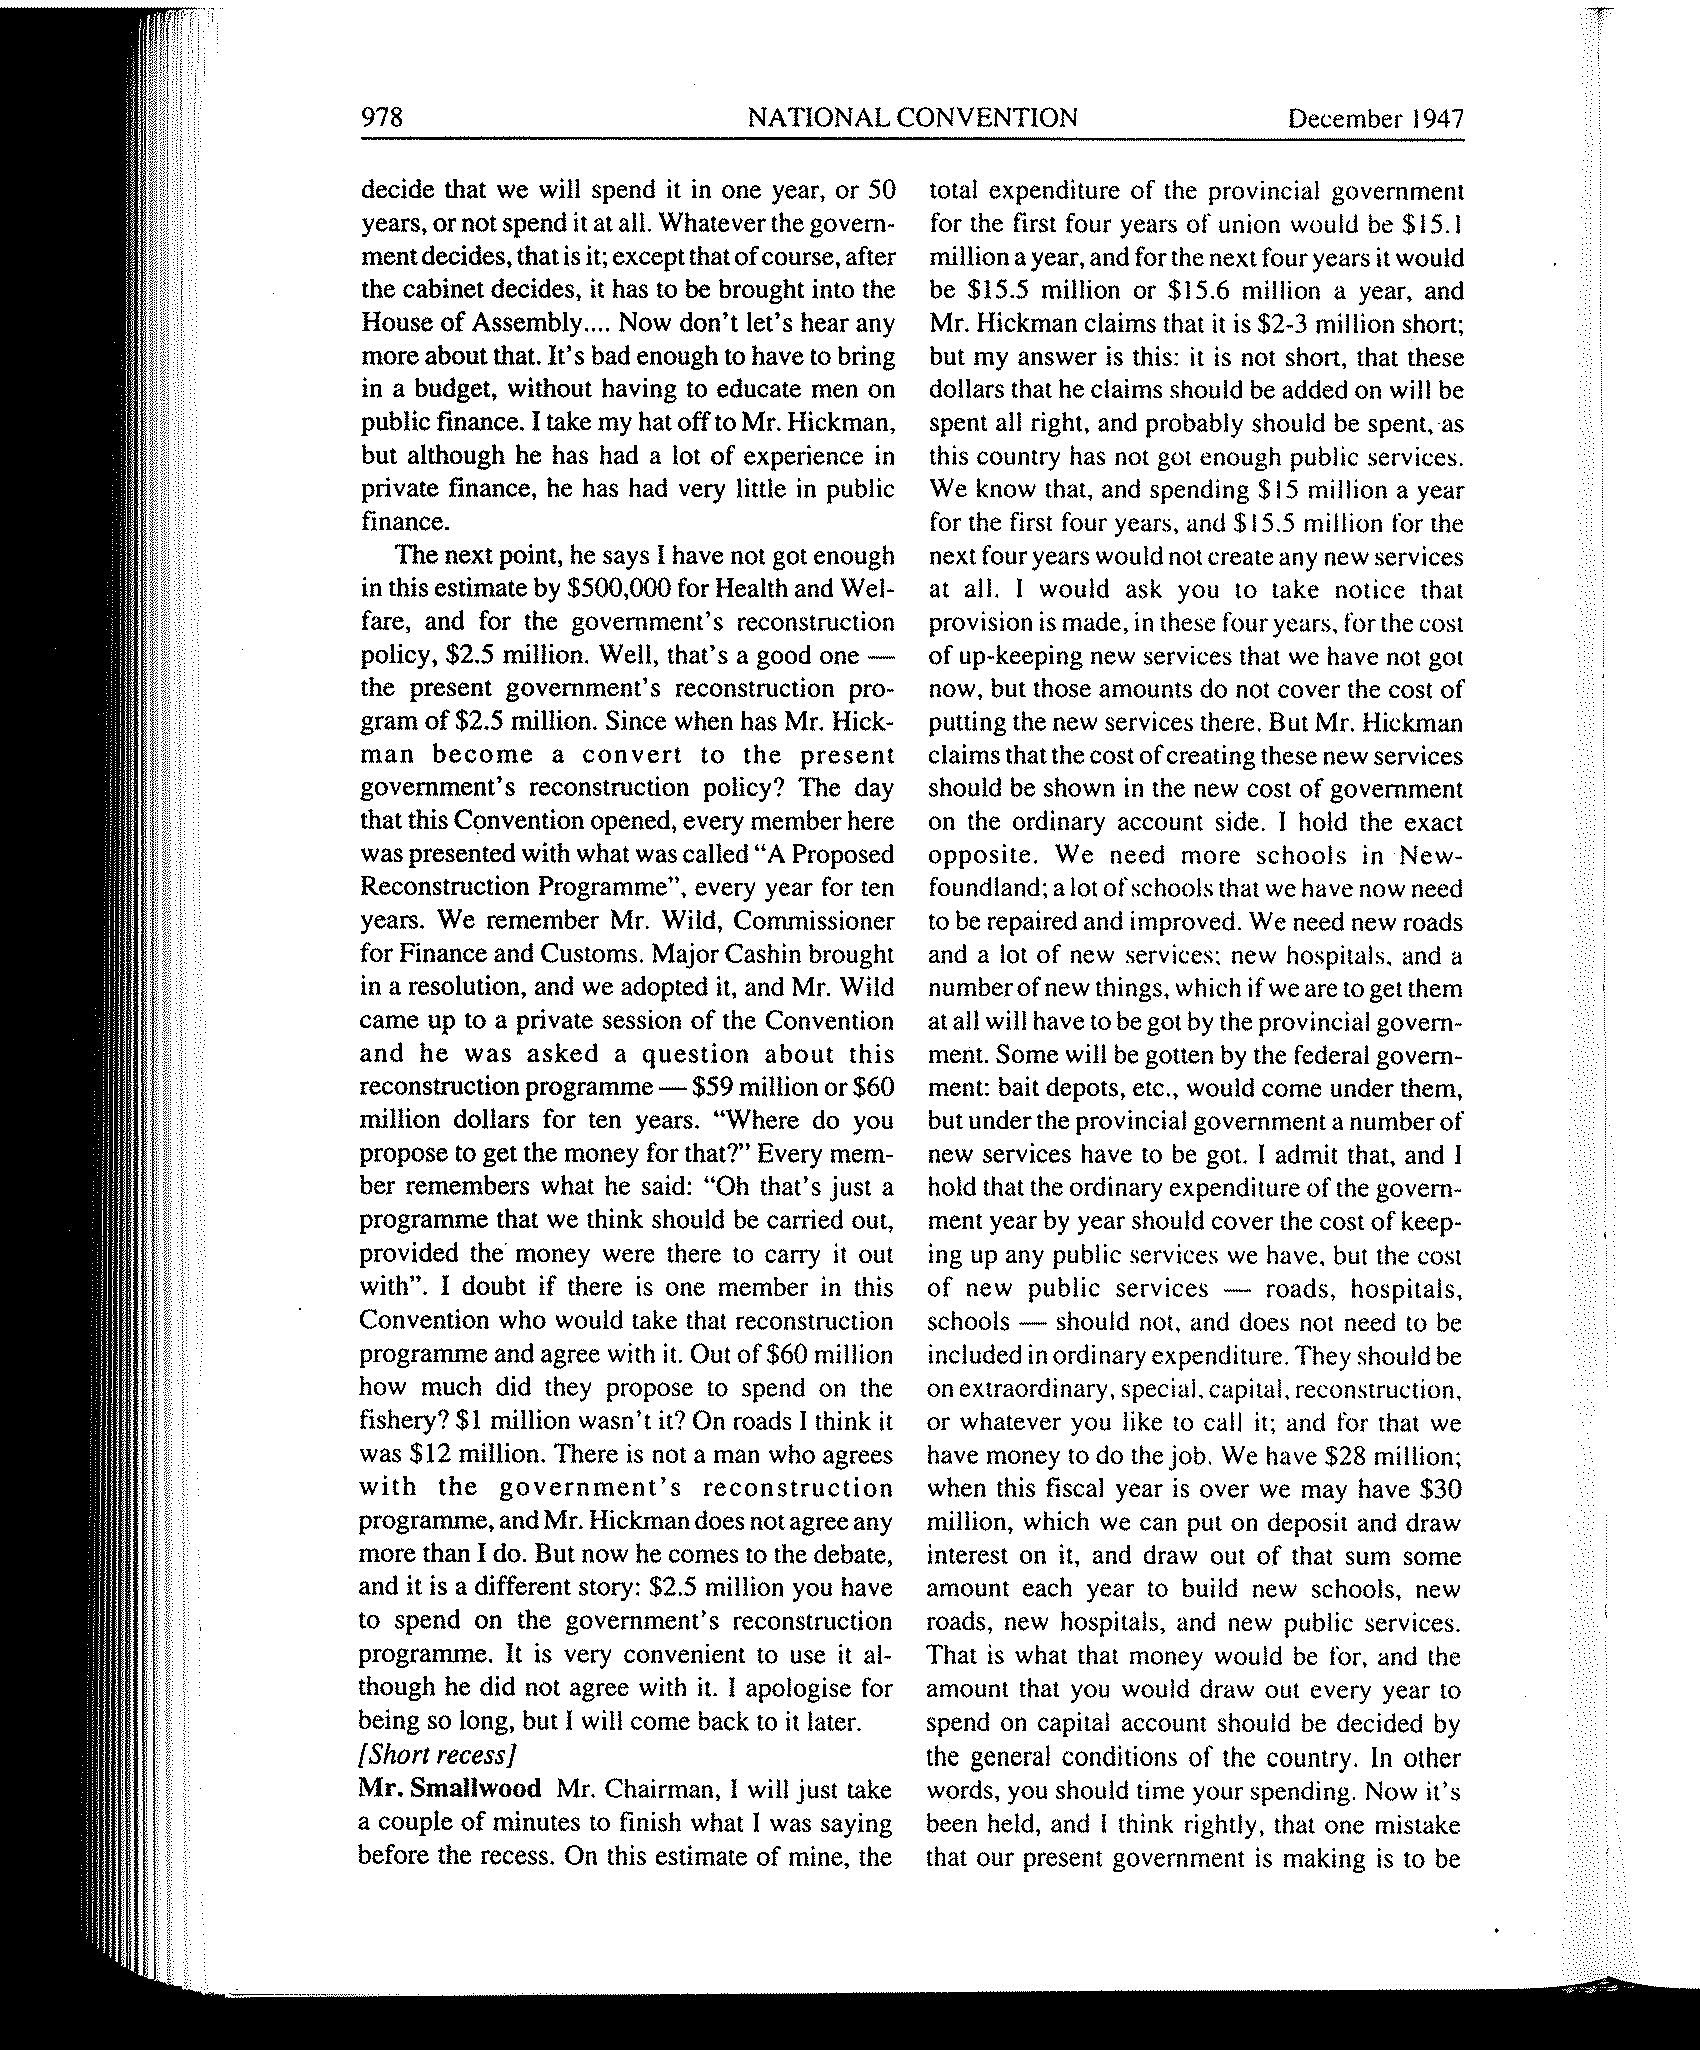 978 NATIONAL CONVENTION December 1947
decide that we will spend it in one year, or 50
years, or not spend it at all. Whatever the govern-
ment decides, that is it; except that of course, after
the cabinet decides, it has to be brought into the
House of Assembly.... Now don't let's hear any
more about that. It's bad enough to have to bring
in a budget, without having to educate men on
public finance. I take my hat off to Mr. Hickman,
but although he has had a lot of experience in
private finance, he has had very little in public
finance.
The next point, he says I have not got enough
in this estimate by $500,000 for Health and Wel-
fare, and for the government's reconstruction
policy, $2.5 million. Well, that's a good one —
the present government's reconstruction pro-
gram of $2.5 million. Since when has Mr. Hick-
man become a convert to the present
government's reconstruction policy? The day
that this Convention opened, every member here
was presented with what was called "A Proposed
Reconstruction Programme", every year for ten
years. We remember Mr. Wild, Commissioner
for Finance and Customs. Major Cashin brought
in a resolution, and we adopted it, and Mr. Wild
came up to a private session of the Convention
and he was asked a question about this
reconstruction programme — $59 million or $60
million dollars for ten years. "Where do you
propose to get the money for that?" Every mem-
ber remembers what he said: "Oh that's just a
programme that we think should be carried out,
provided the money were there to carry it out
with". I doubt if there is one member in this
Convention who would take that reconstruction
programme and agree with it. Out of $60 million
how much did they propose to spend on the
fishery? $1 million wasn't it? On roads I think it
was $12 million. There is not a man who agrees
with the government's reconstruction
programme, and Mr. Hickman does not agree any
more than I do. But now he comes to the debate,
and it is a different story: $2.5 million you have
to spend on the government's reconstruction
programme. It is very convenient to use it al-
though he did not agree with it. I apologise for
being so long, but I will come back to it later.
[Short recess]
Mr. Smallwood Mr. Chairman, I will just take
a couple of minutes to finish what I was saying
before the recess. On this estimate of mine, the
total expenditure of the provincial government
for the first four years of union would be $15.1
million a year, and for the next four years it would
be $15.5 million or $15.6 million a year, and
Mr. Hickman claims that it is $2-3 million short;
but my answer is this: it is not short, that these
dollars that he claims should be added on will be
spent all right, and probably should be spent, as
this country has not got enough public services.
We know that, and spending $15 million a year
for the first four years, and $15.5 million for the
next four years would not create any new services
at all. I would ask you to take notice that
provision is made, in these four years, for the cost
of up-keeping new services that we have not got
now, but those amounts do not cover the cost of
putting the new services there. But Mr. Hickman
claims that the cost of creating these new services
should be shown in the new cost of government
on the ordinary account side. I hold the exact
opposite. We need more schools in New-
foundland; a lot of schools that we have now need
to be repaired and improved. We need new roads
and a lot of new services; new hospitals, and a
number of new things, which if we are to get them
at all will have to be got by the provincial govern-
ment. Some will be gotten by the federal govern-
ment: bait depots, etc., would come under them,
but under the provincial government a number of
new services have to be got. I admit that, and I
hold that the ordinary expenditure of the govern-
ment year by year should cover the cost of keep-
ing up any public services we have, but the cost
of new public services — roads, hospitals,
schools — should not, and does not need to be
included in ordinary expenditure. They should be
on extraordinary, special, capital, reconstruction,
or whatever you like to call it; and for that we
have money to do the job. We have $28 million;
when this fiscal year is over we may have $30
million, which we can put on deposit and draw
interest on it, and draw out of that sum some
amount each year to build new schools, new
roads, new hospitals, and new public services.
That is what that money would be for, and the
amount that you would draw out every year to
spend on capital account should be decided by
the general conditions of the country. In other
words, you should time your spending. Now it's
been held, and I think rightly, that one mistake
that our present government is making is to be